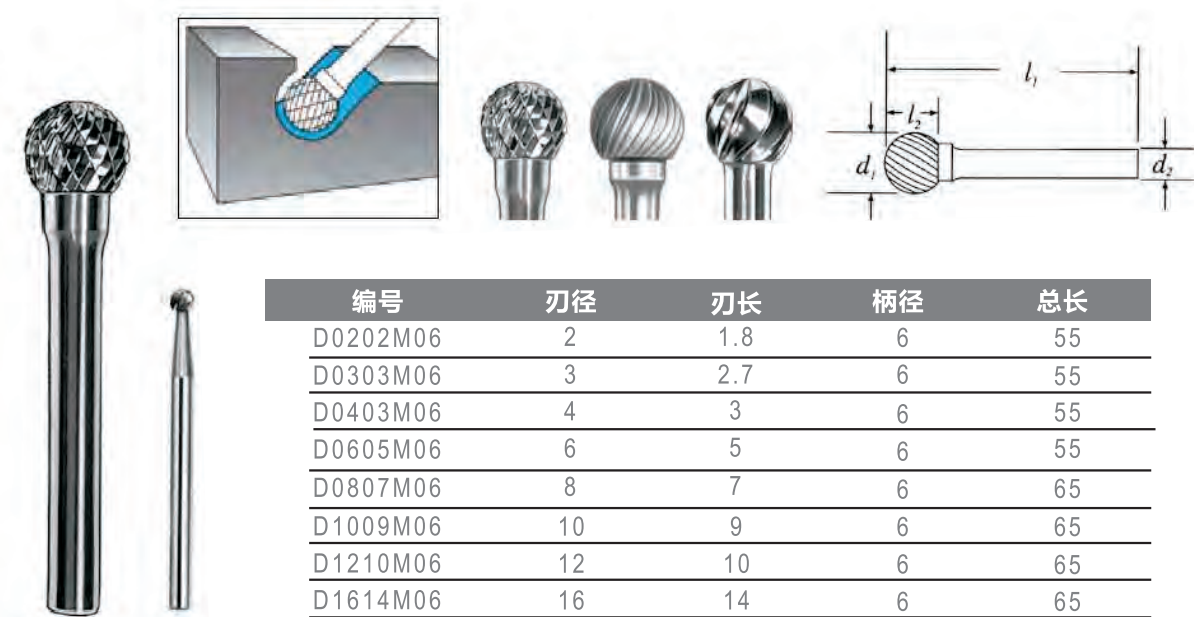 l₁
l₂
d₁ d₂
编号 刃径 刃长 柄径 总长
D0202M06 2 1.8 6 55
D0303M06 3 2.7 6 55
D0403M06 4 3 6 55
D0605M06 6 5 6 55
D0807M06 8 7 6 65
D1009M06 10 9 6 65
D1210M06 12 10 6 65
D1614M06 16 14 6 65